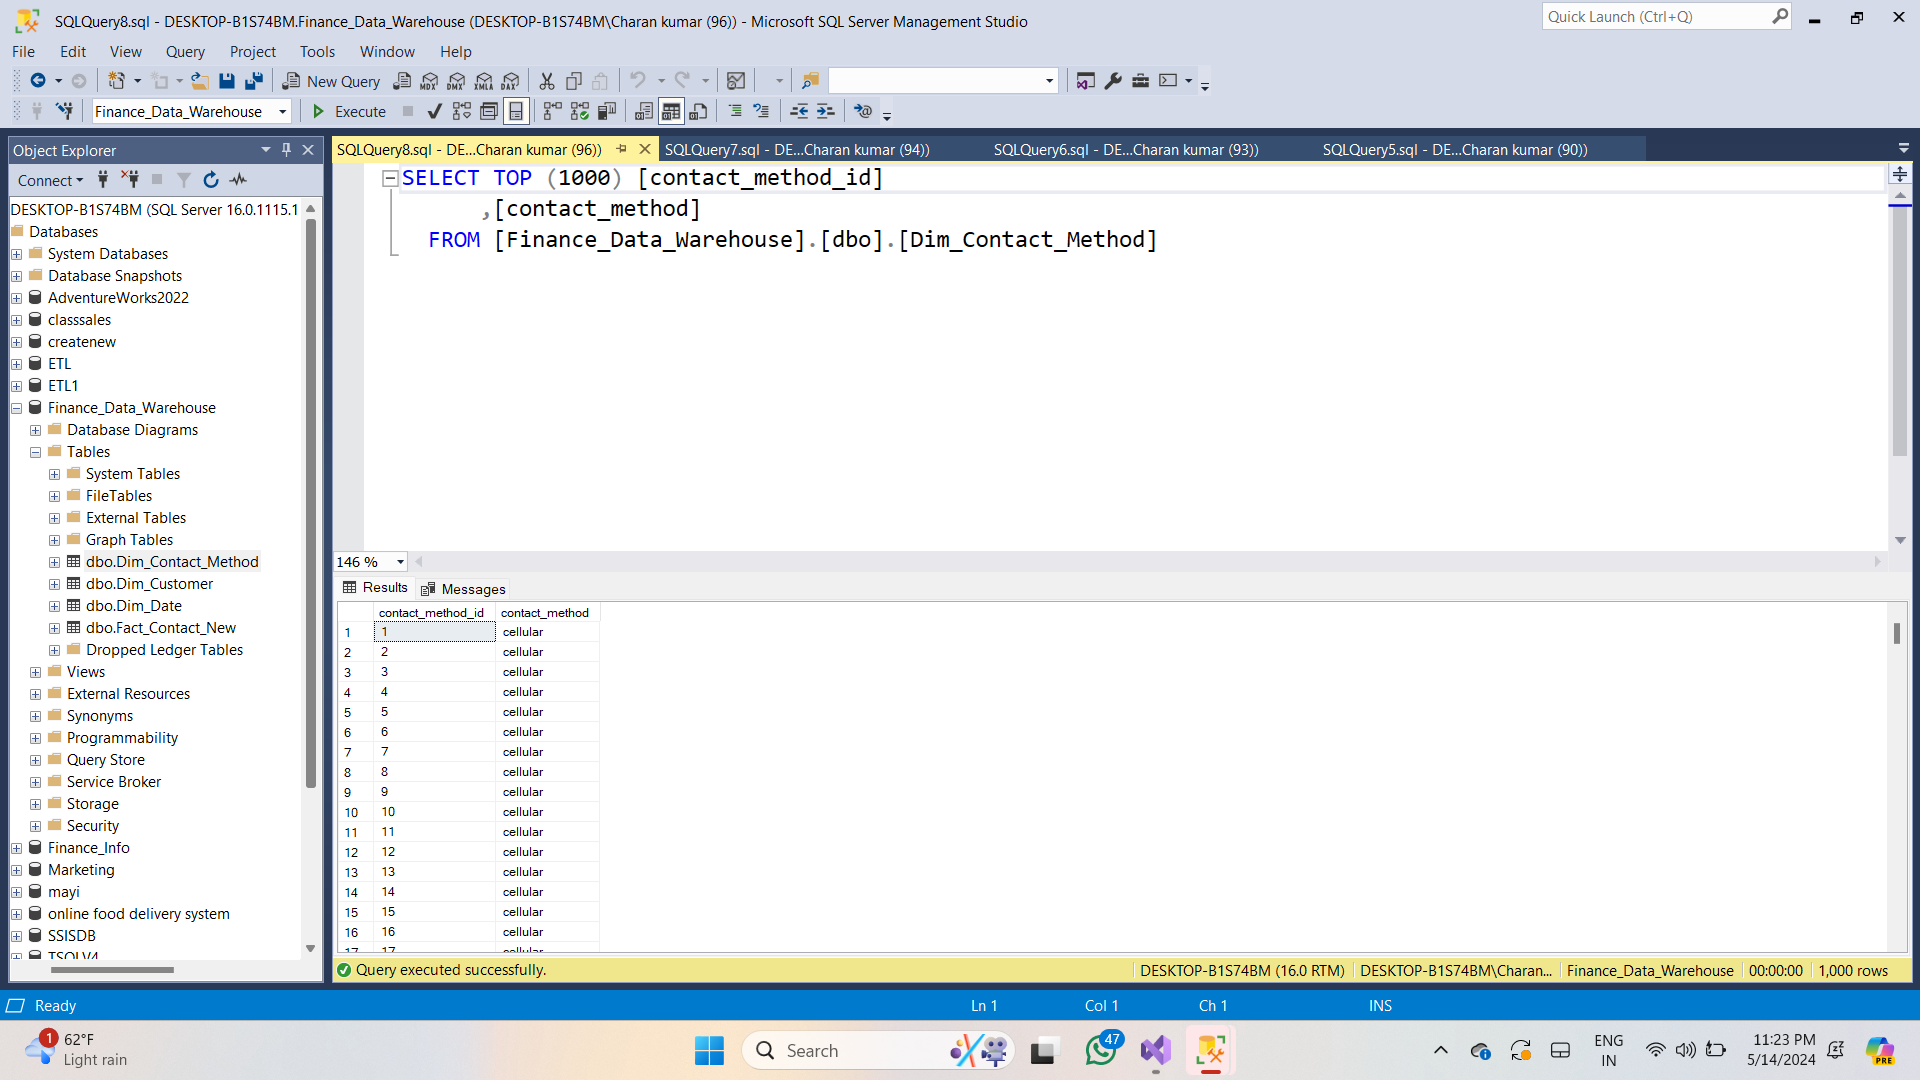 SQLQuery8.sql - DESKTOP-B1S74BM.Finance_Data_Warehouse (DESKTOP-B1S74BM\Charan kumar (96)) - Microsoft SQL Server Management Studio
Quick Launch (Ctrl+Q)
File Edit View Query Project Tools Window Help
New Query MDX DMX XMLA DAX
Finance_Data_Warehouse Execute
Object Explorer
Connect
DESKTOP-B1S74BM (SQL Server 16.0.1115.1
Databases
System Databases
Database Snapshots
AdventureWorks2022
classsales
createnew
ETL
ETL1
Finance_Data_Warehouse
Database Diagrams
Tables
System Tables
FileTables
External Tables
Graph Tables
dbo.Dim_Contact_Method
dbo.Dim_Customer
dbo.Dim_Date
dbo.Fact_Contact_New
Dropped Ledger Tables
Views
External Resources
Synonyms
Programmability
Query Store
Service Broker
Storage
Security
Finance_Info
Marketing
mayi
online food delivery system
SSISDB
TSQLV4
SQLQuery8.sql - DE...Charan kumar (96)) SQLQuery7.sql - DE...Charan kumar (94)) SQLQuery6.sql - DE...Charan kumar (93)) SQLQuery5.sql - DE...Charan kumar (90))
SELECT TOP (1000) [contact_method_id]
,[contact_method]
FROM [Finance_Data_Warehouse].[dbo].[Dim_Contact_Method]
146 %
Results Messages
contact_method_id contact_method
1 1 cellular
2 2 cellular
3 3 cellular
4 4 cellular
5 5 cellular
6 6 cellular
7 7 cellular
8 8 cellular
9 9 cellular
10 10 cellular
11 11 cellular
12 12 cellular
13 13 cellular
14 14 cellular
15 15 cellular
16 16 cellular
17 17 cellular
Query executed successfully. DESKTOP-B1S74BM (16.0 RTM) DESKTOP-B1S74BM\Charan... Finance_Data_Warehouse 00:00:00 1,000 rows
Ready Ln 1 Col 1 Ch 1 INS
1 62°F
Light rain
Search
47
ENG
IN
11:23 PM
5/14/2024
PRE